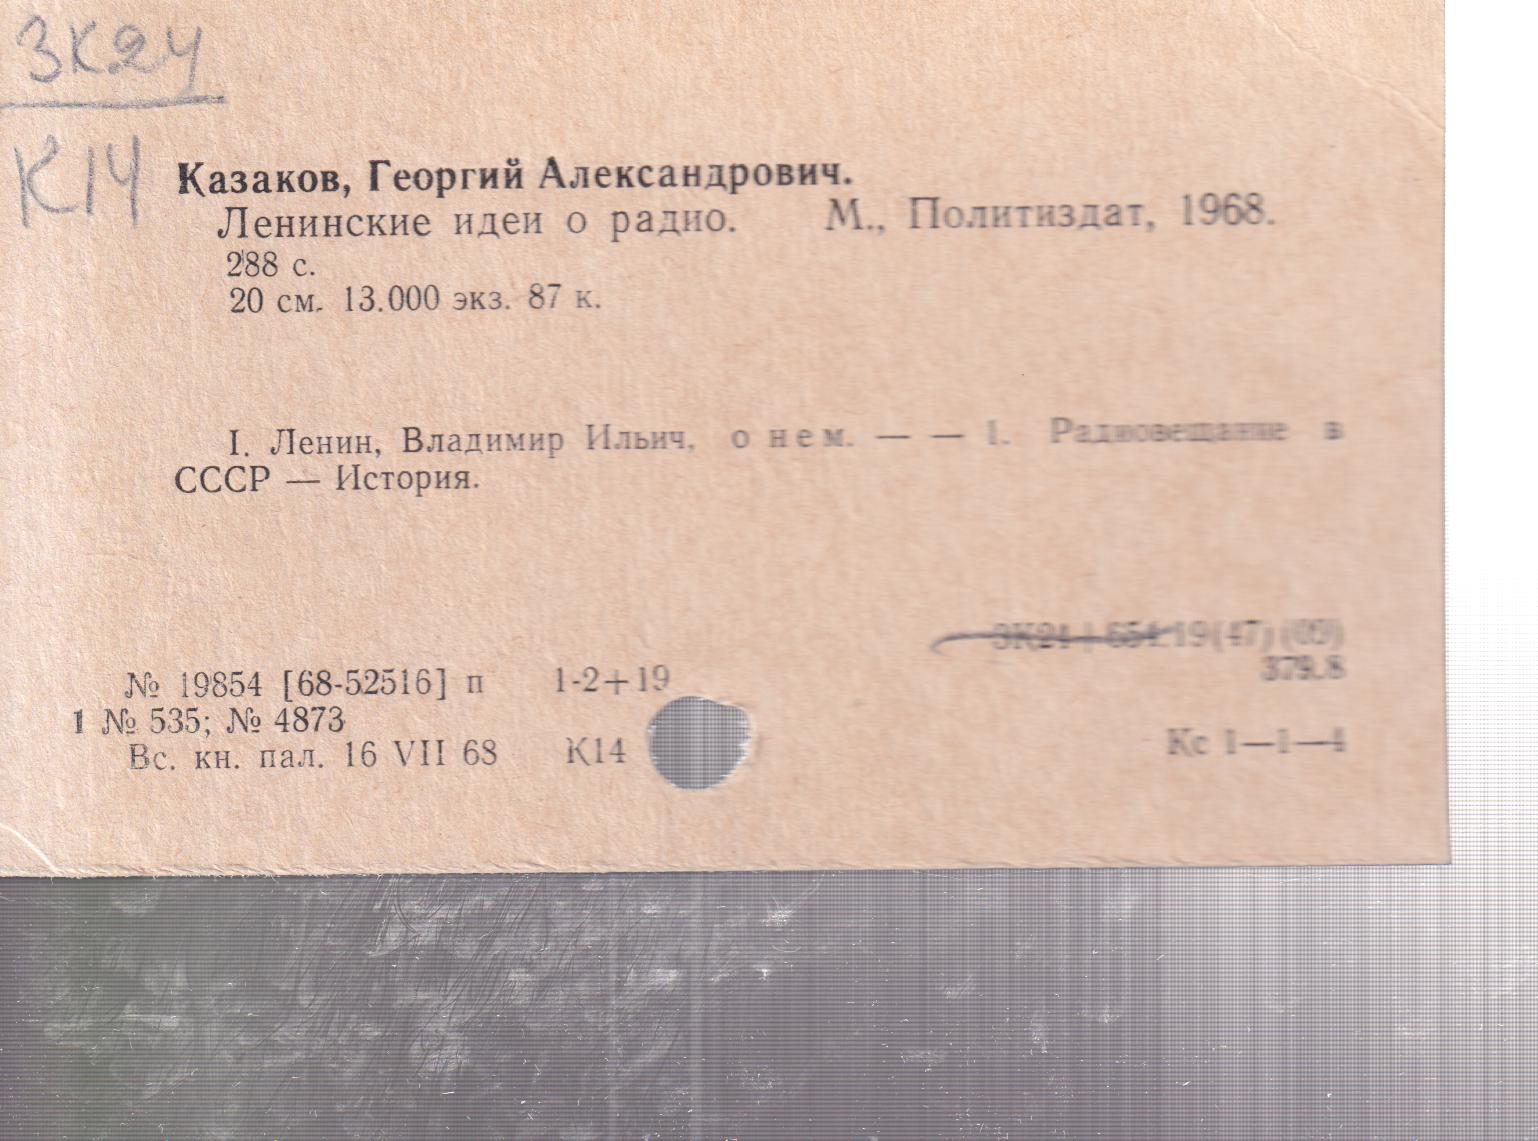 3К24
К14
Казаков, Георгий Александрович.
Ленинские идеи о радио. М., Политиздат, 1968.
288 с.
20 см. 13.000 экз. 87 к.
I. Ленин, Владимир Ильич, о нем. — — 1. Радиовещание в
СССР — История.
3К24+654.19(47)(09)
379.8
№ 19854 [68-52516] п 1-2+19
1 № 535; № 4873
Вс. кн. пал. 16 VII 68 К14 Кс 1—1—4